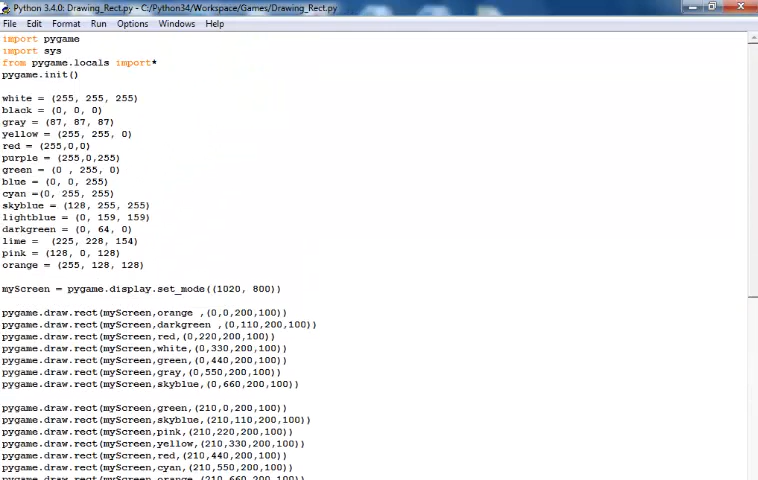 Python 3.4.0: Drawing_Rect.py - C:/Python34/Workspace/Games/Drawing_Rect.py
File Edit Format Run Options Windows Help
import pygame
import sys
from pygame.locals import*
pygame.init()
white = (255, 255, 255)
black = (0, 0, 0)
gray = (87, 87, 87)
yellow = (255, 255, 0)
red = (255,0,0)
purple = (255,0,255)
green = (0 , 255, 0)
blue = (0, 0, 255)
cyan =(0, 255, 255)
skyblue = (128, 255, 255)
lightblue = (0, 159, 159)
darkgreen = (0, 64, 0)
lime =  (225, 228, 154)
pink = (128, 0, 128)
orange = (255, 128, 128)
myScreen = pygame.display.set_mode((1020, 800))
pygame.draw.rect(myScreen,orange ,(0,0,200,100))
pygame.draw.rect(myScreen,darkgreen ,(0,110,200,100))
pygame.draw.rect(myScreen,red,(0,220,200,100))
pygame.draw.rect(myScreen,white,(0,330,200,100))
pygame.draw.rect(myScreen,green,(0,440,200,100))
pygame.draw.rect(myScreen,gray,(0,550,200,100))
pygame.draw.rect(myScreen,skyblue,(0,660,200,100))
pygame.draw.rect(myScreen,green,(210,0,200,100))
pygame.draw.rect(myScreen,skyblue,(210,110,200,100))
pygame.draw.rect(myScreen,pink,(210,220,200,100))
pygame.draw.rect(myScreen,yellow,(210,330,200,100))
pygame.draw.rect(myScreen,red,(210,440,200,100))
pygame.draw.rect(myScreen,cyan,(210,550,200,100))
pygame.draw.rect(myScreen,orange,(210,660,200,100))